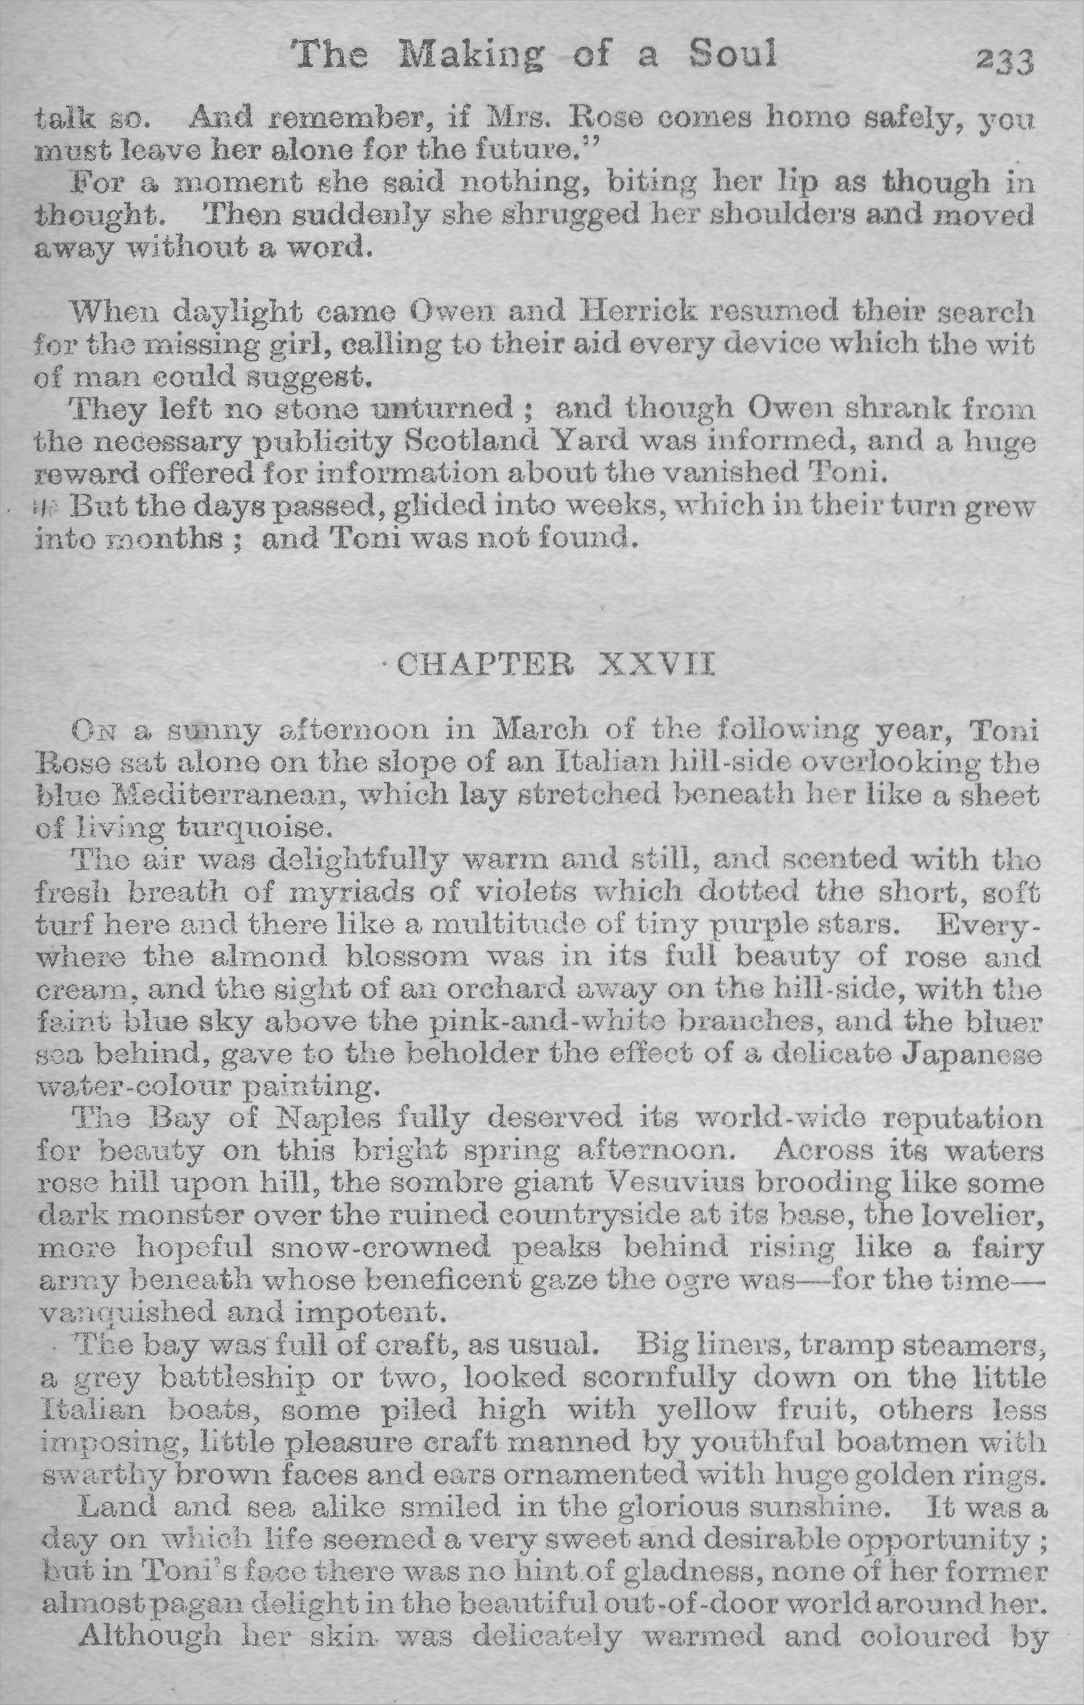 The Making of a Soul 233
talk so. And remember, if Mrs. Rose comes home safely, you
must leave her alone for the future."
For a moment she said nothing, biting her lip as though in
thought. Then suddenly she shrugged her shoulders and moved
away without a word.
When daylight came Owen and Herrick resumed their search
for the missing girl, calling to their aid every device which the wit
of man could suggest.
They left no stone unturned ; and though Owen shrank from
the necessary publicity Scotland Yard was informed, and a huge
reward offered for information about the vanished Toni.
But the days passed, glided into weeks, which in their turn grew
into months ; and Toni was not found.
CHAPTER XXVII
ON a sunny afternoon in March of the following year, Toni
Rose sat alone on the slope of an Italian hill-side overlooking the
blue Mediterranean, which lay stretched beneath her like a sheet
of living turquoise.
The air was delightfully warm and still, and scented with the
fresh breath of myriads of violets which dotted the short, soft
turf here and there like a multitude of tiny purple stars. Every-
where the almond blossom was in its full beauty of rose and
cream, and the sight of an orchard away on the hill-side, with the
faint blue sky above the pink-and-white branches, and the bluer
sea behind, gave to the beholder the effect of a delicate Japanese
water-colour painting.
The Bay of Naples fully deserved its world-wide reputation
for beauty on this bright spring afternoon. Across its waters
rose hill upon hill, the sombre giant Vesuvius brooding like some
dark monster over the ruined countryside at its base, the lovelier,
more hopeful snow-crowned peaks behind rising like a fairy
army beneath whose beneficent gaze the ogre was—for the time—
vanquished and impotent.
The bay was full of craft, as usual. Big liners, tramp steamers,
a grey battleship or two, looked scornfully down on the little
Italian boats, some piled high with yellow fruit, others less
imposing, little pleasure craft manned by youthful boatmen with
swarthy brown faces and ears ornamented with huge golden rings.
Land and sea alike smiled in the glorious sunshine. It was a
day on which life seemed a very sweet and desirable opportunity ;
but in Toni's face there was no hint of gladness, none of her former
almost pagan delight in the beautiful out-of-door world around her.
Although her skin was delicately warmed and coloured by